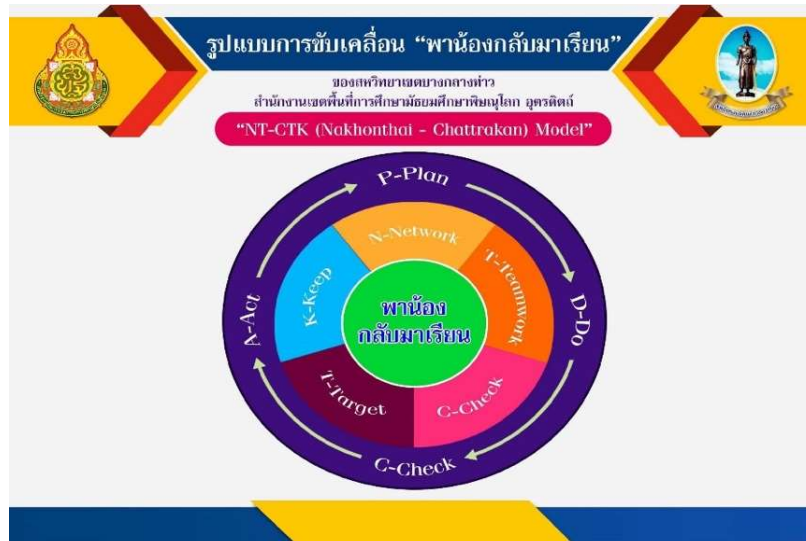 รูปแบบการขับเคลื่อน “พาน้องกลับมาเรียน”
ของสหวิทยาเขตบางกลางท่าว
สำนักงานเขตพื้นที่การศึกษามัธยมศึกษาพิษณุโลก อุตรดิตถ์
“NT-CTK (Nakhonthai - Chattrakan) Model”
P-Plan
N-Network
T-Teamwork
K-Keep
A-Act
D-Do
พาน้อง
กลับมาเรียน
T-Target
C-Check
C-Check